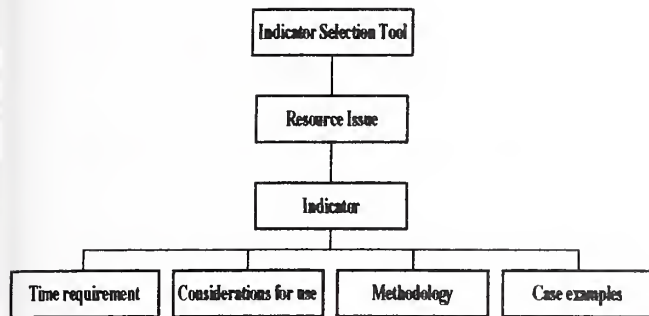 Indicator Selection Tool
Resource Issue
Indicator
Time requirement
Considerations for use
Methodology
Case examples